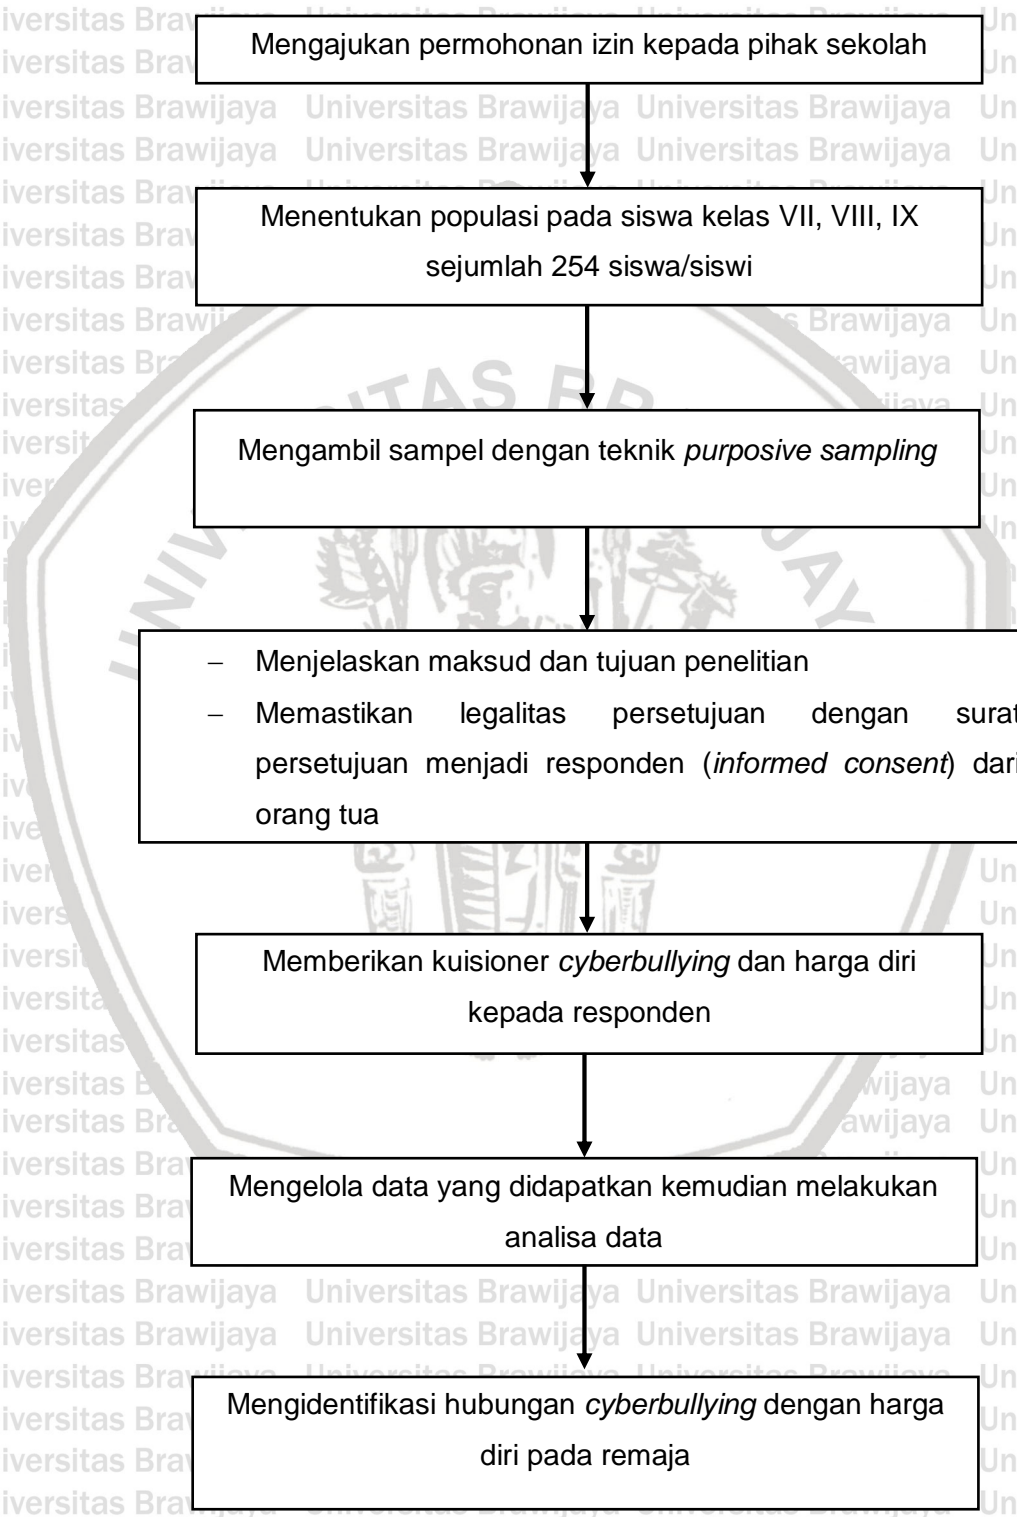 Mengajukan permohonan izin kepada pihak sekolah
Menentukan populasi pada siswa kelas VII, VIII, IX
sejumlah 254 siswa/siswi
Mengambil sampel dengan teknik purposive sampling
– Menjelaskan maksud dan tujuan penelitian
– Memastikan legalitas persetujuan dengan surat
persetujuan menjadi responden (informed consent) dari
orang tua
Memberikan kuisioner cyberbullying dan harga diri
kepada responden
Mengelola data yang didapatkan kemudian melakukan
analisa data
Mengidentifikasi hubungan cyberbullying dengan harga
diri pada remaja